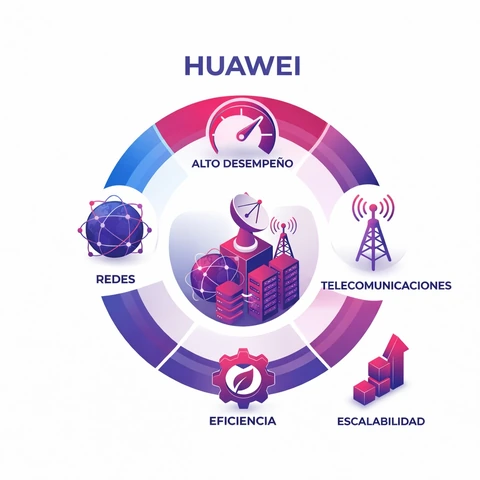 HUAWEI
ALTO DESEMPEÑO
REDES
TELECOMUNICACIONES
EFICIENCIA
ESCALABILIDAD